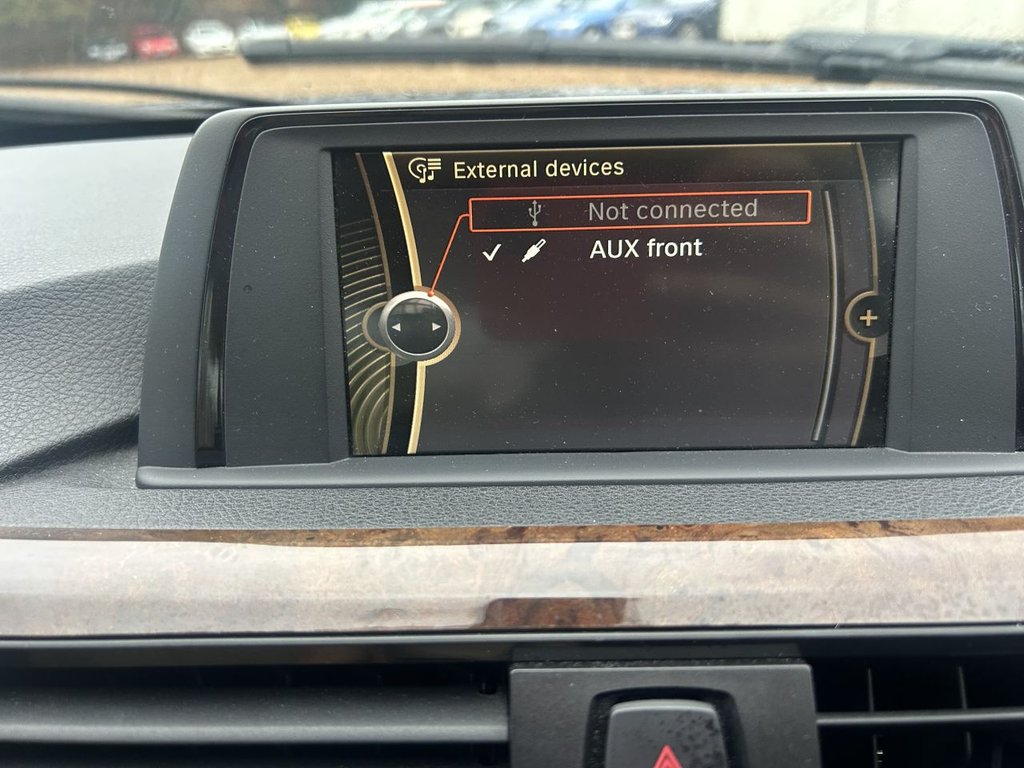 External devices
Not connected
AUX front